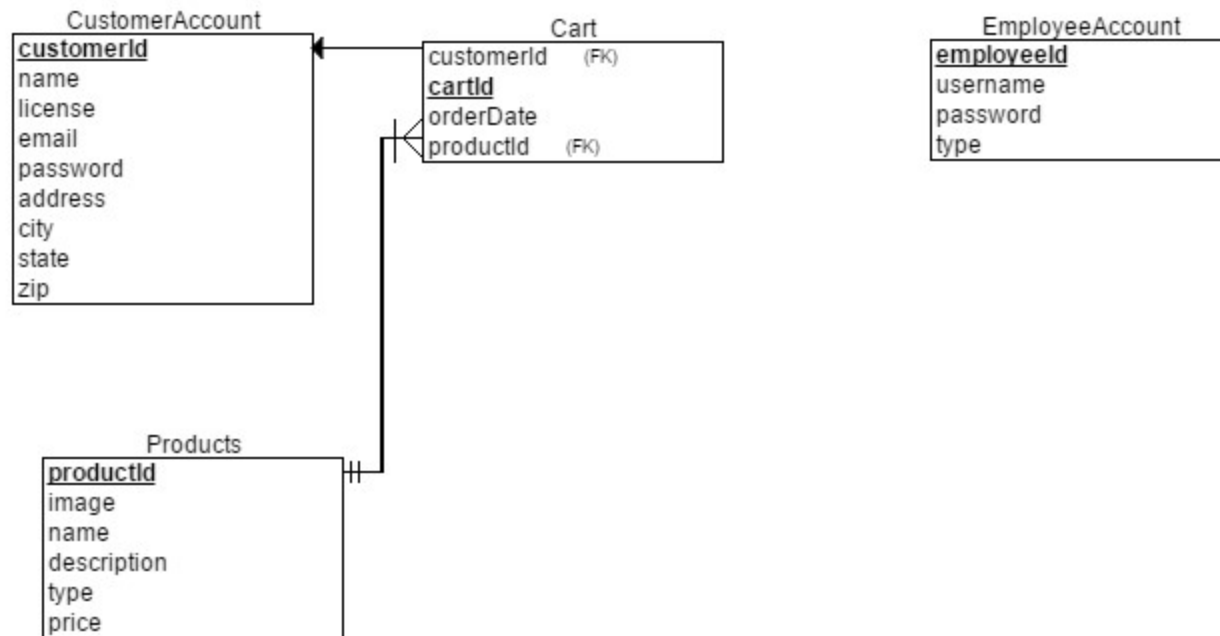 CustomerAccount
customerId
name
license
email
password
address
city
state
zip
Cart
customerId (FK)
cartId
orderDate
productId (FK)
EmployeeAccount
employeeId
username
password
type
Products
productId
image
name
description
type
price